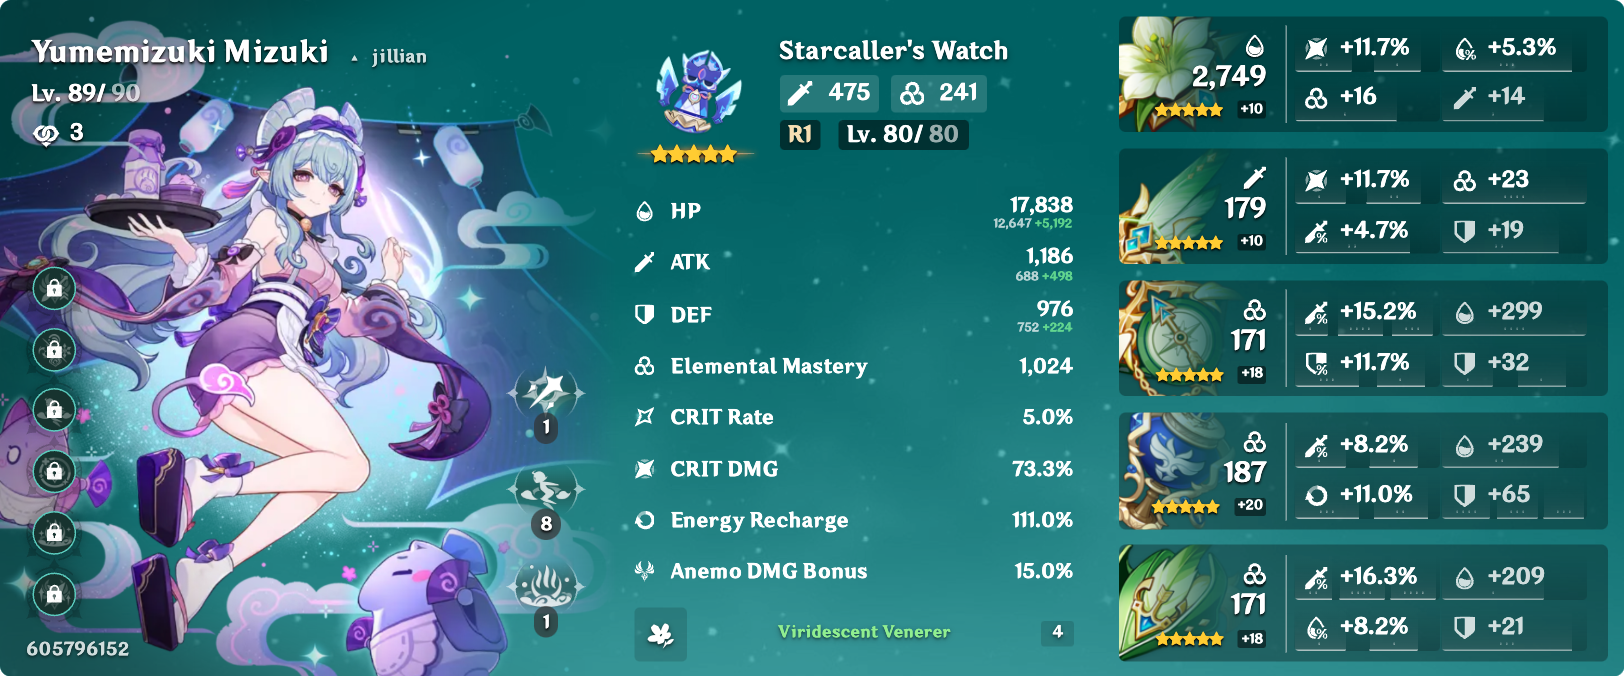 Yumemizuki Mizuki jillian
Lv. 89/ 90
3
1
8
1
605796152
Starcaller's Watch
475 241
R1 Lv. 80/ 80
HP 17,838
12,647 +5,192
ATK 1,186
688 +498
DEF 976
752 +224
Elemental Mastery 1,024
CRIT Rate 5.0%
CRIT DMG 73.3%
Energy Recharge 111.0%
Anemo DMG Bonus 15.0%
Viridescent Venerer 4
2,749
+10
+11.7% +5.3%
+16 +14
179
+10
+11.7% +23
+4.7% +19
171
+18
+15.2% +299
+11.7% +32
187
+20
+8.2% +239
+11.0% +65
171
+18
+16.3% +209
+8.2% +21